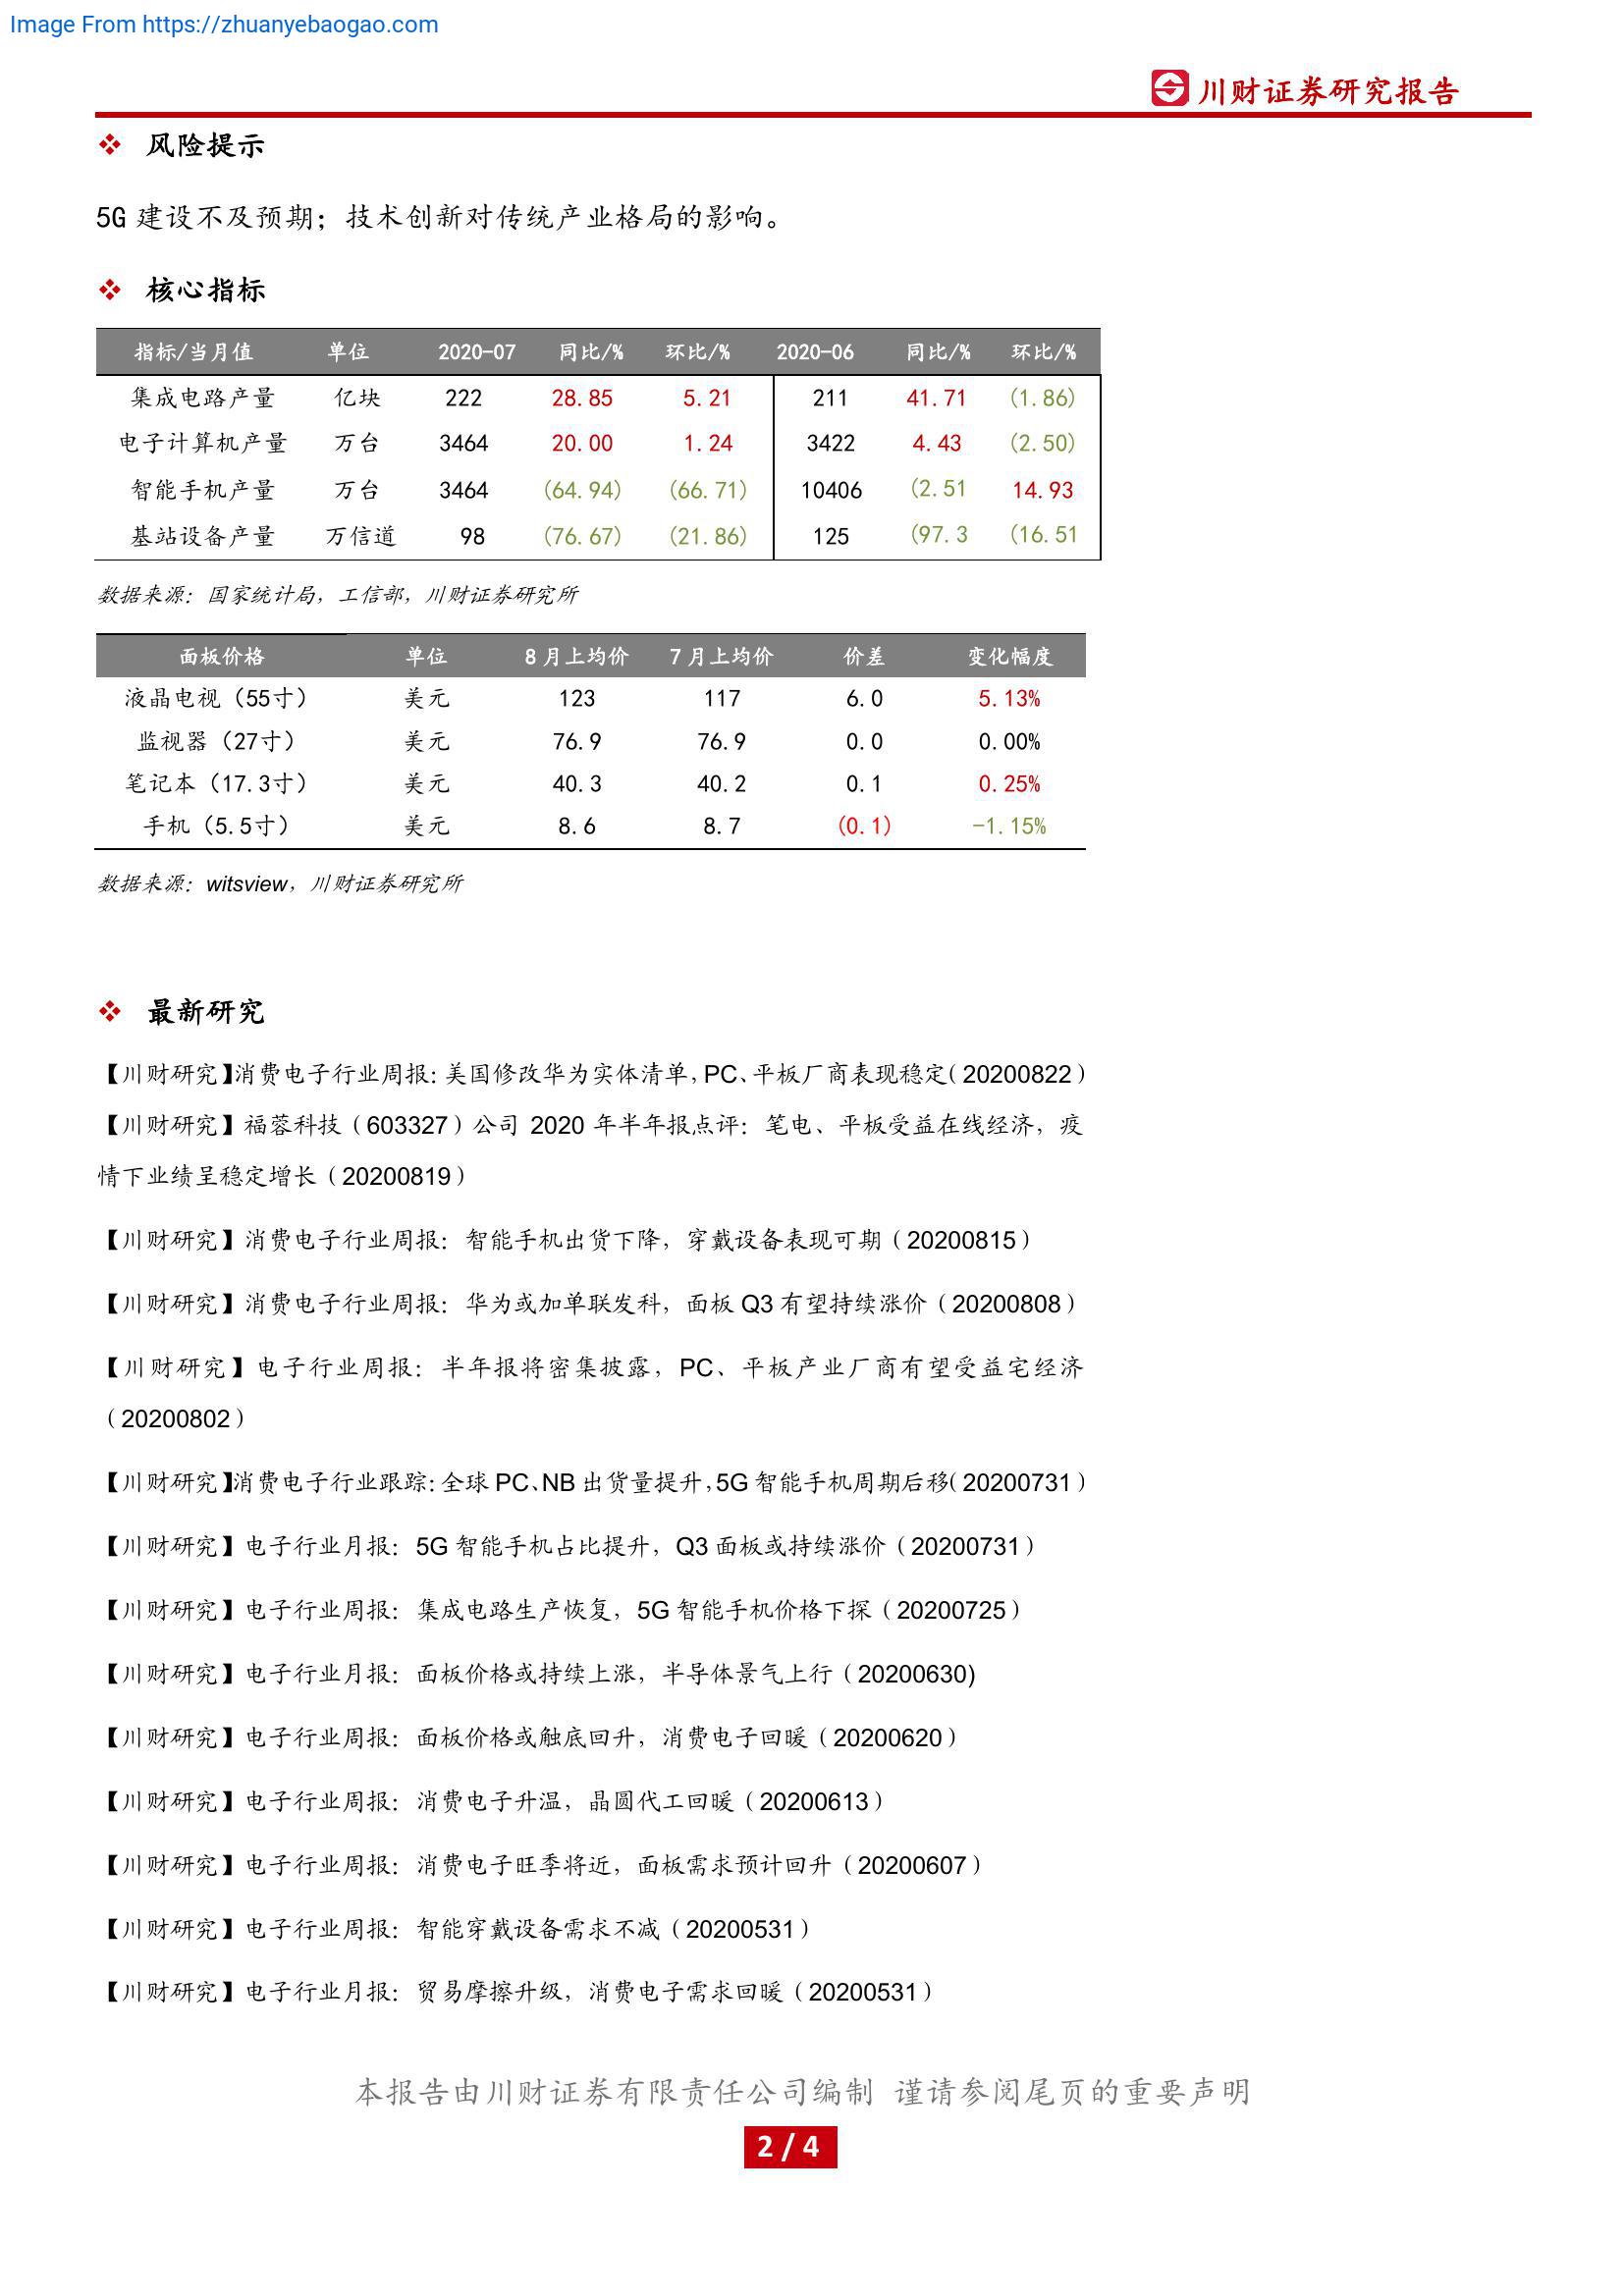 Image From https://zhuanyebaogao.com
川财证券研究报告
❖ 风险提示
5G 建设不及预期；技术创新对传统产业格局的影响。
❖ 核心指标
指标/当月值 单位 2020-07 同比/% 环比/% 2020-06 同比/% 环比/%
集成电路产量 亿块 222 28.85 5.21 211 41.71 (1.86)
电子计算机产量 万台 3464 20.00 1.24 3422 4.43 (2.50)
智能手机产量 万台 3464 (64.94) (66.71) 10406 (2.51 14.93
基站设备产量 万信道 98 (76.67) (21.86) 125 (97.3 (16.51
数据来源：国家统计局，工信部，川财证券研究所
面板价格 单位 8 月上均价 7 月上均价 价差 变化幅度
液晶电视（55寸） 美元 123 117 6.0 5.13%
监视器（27寸） 美元 76.9 76.9 0.0 0.00%
笔记本（17.3寸） 美元 40.3 40.2 0.1 0.25%
手机（5.5寸） 美元 8.6 8.7 (0.1) -1.15%
数据来源：witsview，川财证券研究所
❖ 最新研究
【川财研究】消费电子行业周报：美国修改华为实体清单，PC、平板厂商表现稳定（20200822）
【川财研究】福蓉科技（603327）公司 2020 年半年报点评：笔电、平板受益在线经济，疫
情下业绩呈稳定增长（20200819）
【川财研究】消费电子行业周报：智能手机出货下降，穿戴设备表现可期（20200815）
【川财研究】消费电子行业周报：华为或加单联发科，面板 Q3 有望持续涨价（20200808）
【川财研究】电子行业周报：半年报将密集披露，PC、平板产业厂商有望受益宅经济
（20200802）
【川财研究】消费电子行业跟踪：全球 PC、NB 出货量提升，5G 智能手机周期后移（20200731）
【川财研究】电子行业月报：5G 智能手机占比提升，Q3 面板或持续涨价（20200731）
【川财研究】电子行业周报：集成电路生产恢复，5G 智能手机价格下探（20200725）
【川财研究】电子行业月报：面板价格或持续上涨，半导体景气上行（20200630)
【川财研究】电子行业周报：面板价格或触底回升，消费电子回暖（20200620）
【川财研究】电子行业周报：消费电子升温，晶圆代工回暖（20200613）
【川财研究】电子行业周报：消费电子旺季将近，面板需求预计回升（20200607）
【川财研究】电子行业周报：智能穿戴设备需求不减（20200531）
【川财研究】电子行业月报：贸易摩擦升级，消费电子需求回暖（20200531）
本报告由川财证券有限责任公司编制 谨请参阅尾页的重要声明
2 / 4